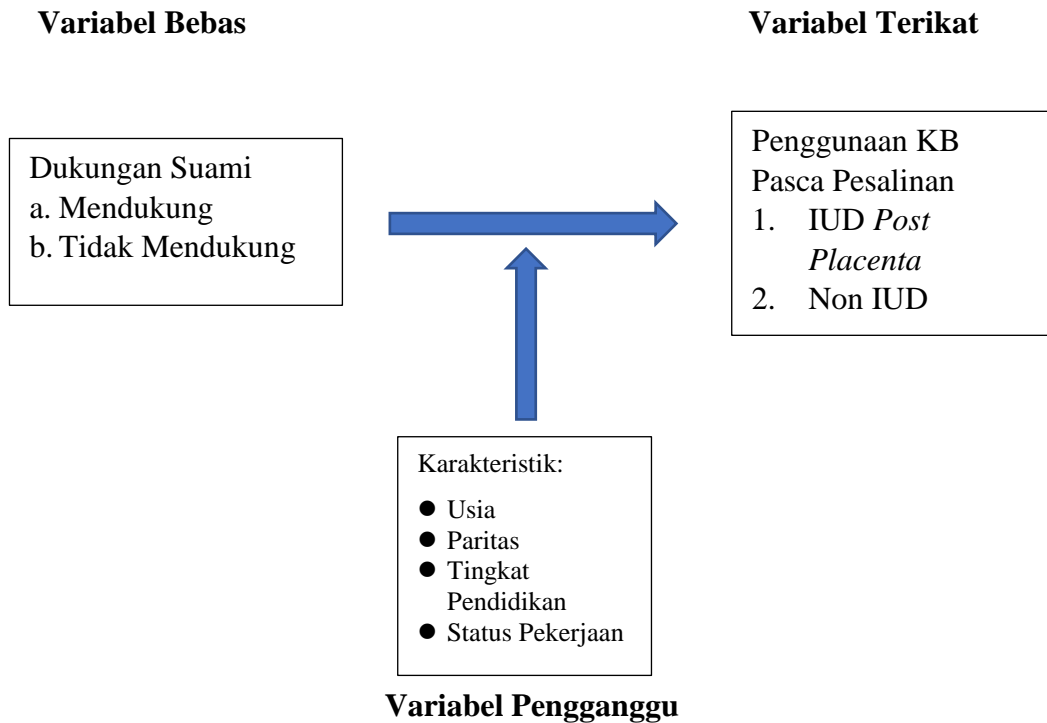 Variabel Bebas
Variabel Terikat
Dukungan Suami
a. Mendukung
b. Tidak Mendukung
Penggunaan KB
Pasca Pesalinan
1. IUD Post
Placenta
2. Non IUD
Karakteristik:
● Usia
● Paritas
● Tingkat
Pendidikan
● Status Pekerjaan
Variabel Pengganggu